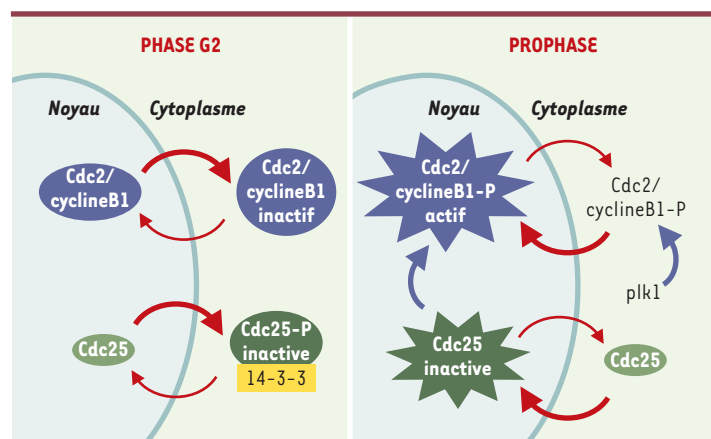 PHASE G2
Noyau
Cytoplasme
Cdc2/
cyclineB1
Cdc2/
cyclineB1
inactif
Cdc25
Cdc25-P
inactive
14-3-3
PROPHASE
Noyau
Cytoplasme
Cdc2/
cyclineB1-P
actif
Cdc2/
cyclineB1-P
plk1
Cdc25
inactive
Cdc25